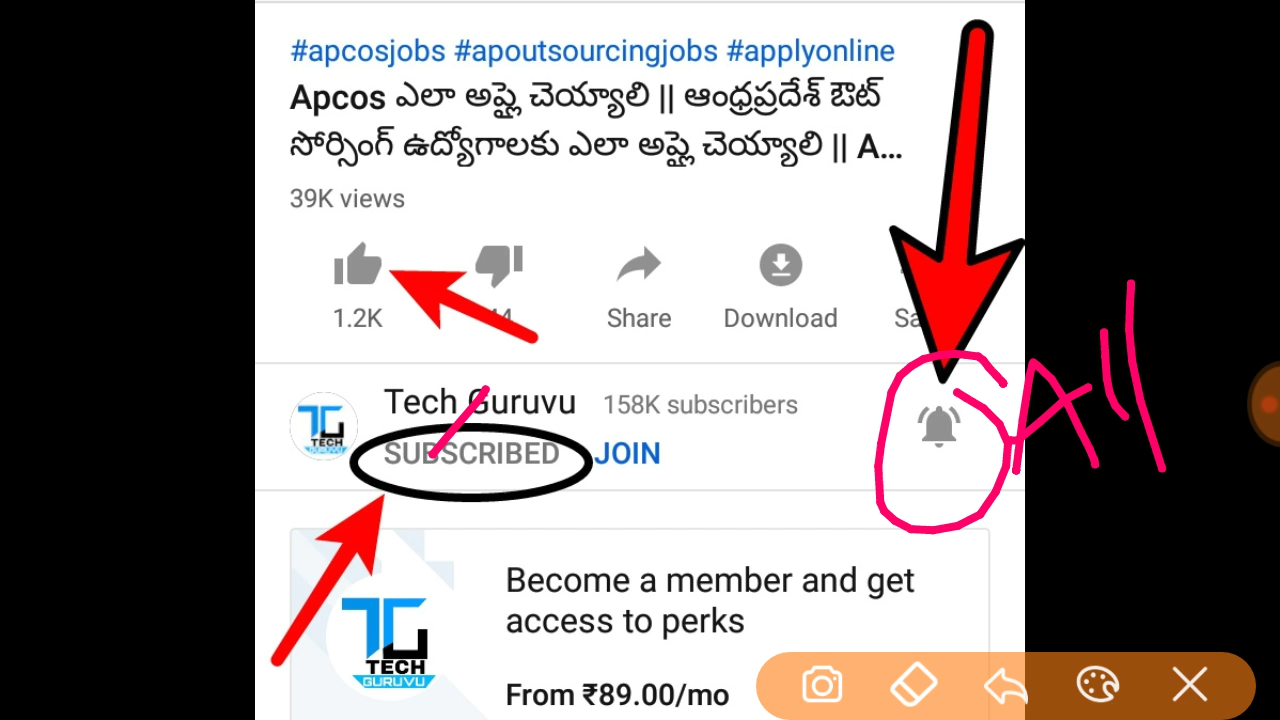 #apcosjobs #apoutsourcingjobs #applyonline
Apcos ఎలా అప్లై చెయ్యాలి || ఆంధ్రప్రదేశ్ ఔట్
సోర్సింగ్ ఉద్యోగాలకు ఎలా అప్లై చెయ్యాలి || A...
39K views
1.2K Share Download
Tech Guruvu 158K subscribers
SUBSCRIBED JOIN
All
TECH
GURUVU
Become a member and get
access to perks
TECH
GURUVU
From ₹89.00/mo